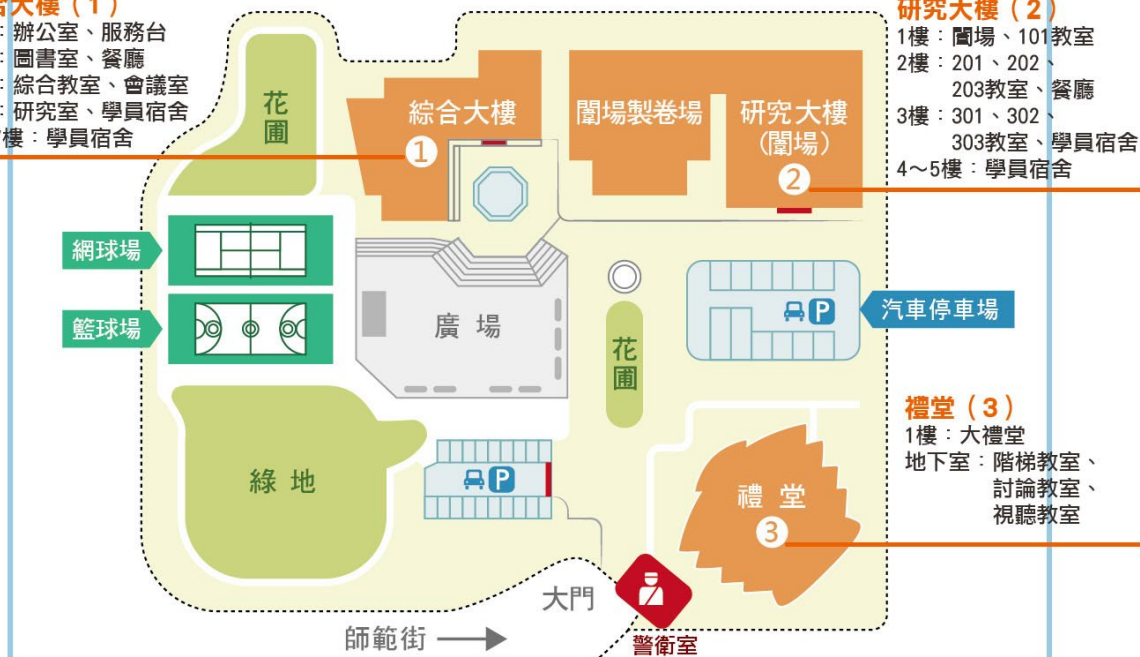 合大樓（1）
：辦公室、服務台
：圖書室、餐廳
：綜合教室、會議室
：研究室、學員宿舍
樓：學員宿舍
研究大樓（2）
1樓：闈場、101教室
2樓：201、202、
203教室、餐廳
3樓：301、302、
303教室、學員宿舍
4～5樓：學員宿舍
花圃
綜合大樓
1
闈場製卷場
研究大樓
（闈場）
2
網球場
籃球場
廣場
花圃
P
汽車停車場
禮堂（3）
1樓：大禮堂
地下室：階梯教室、
討論教室、
視聽教室
綠地
P
禮堂
3
大門
師範街
警衛室